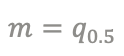 m = q₀.₅